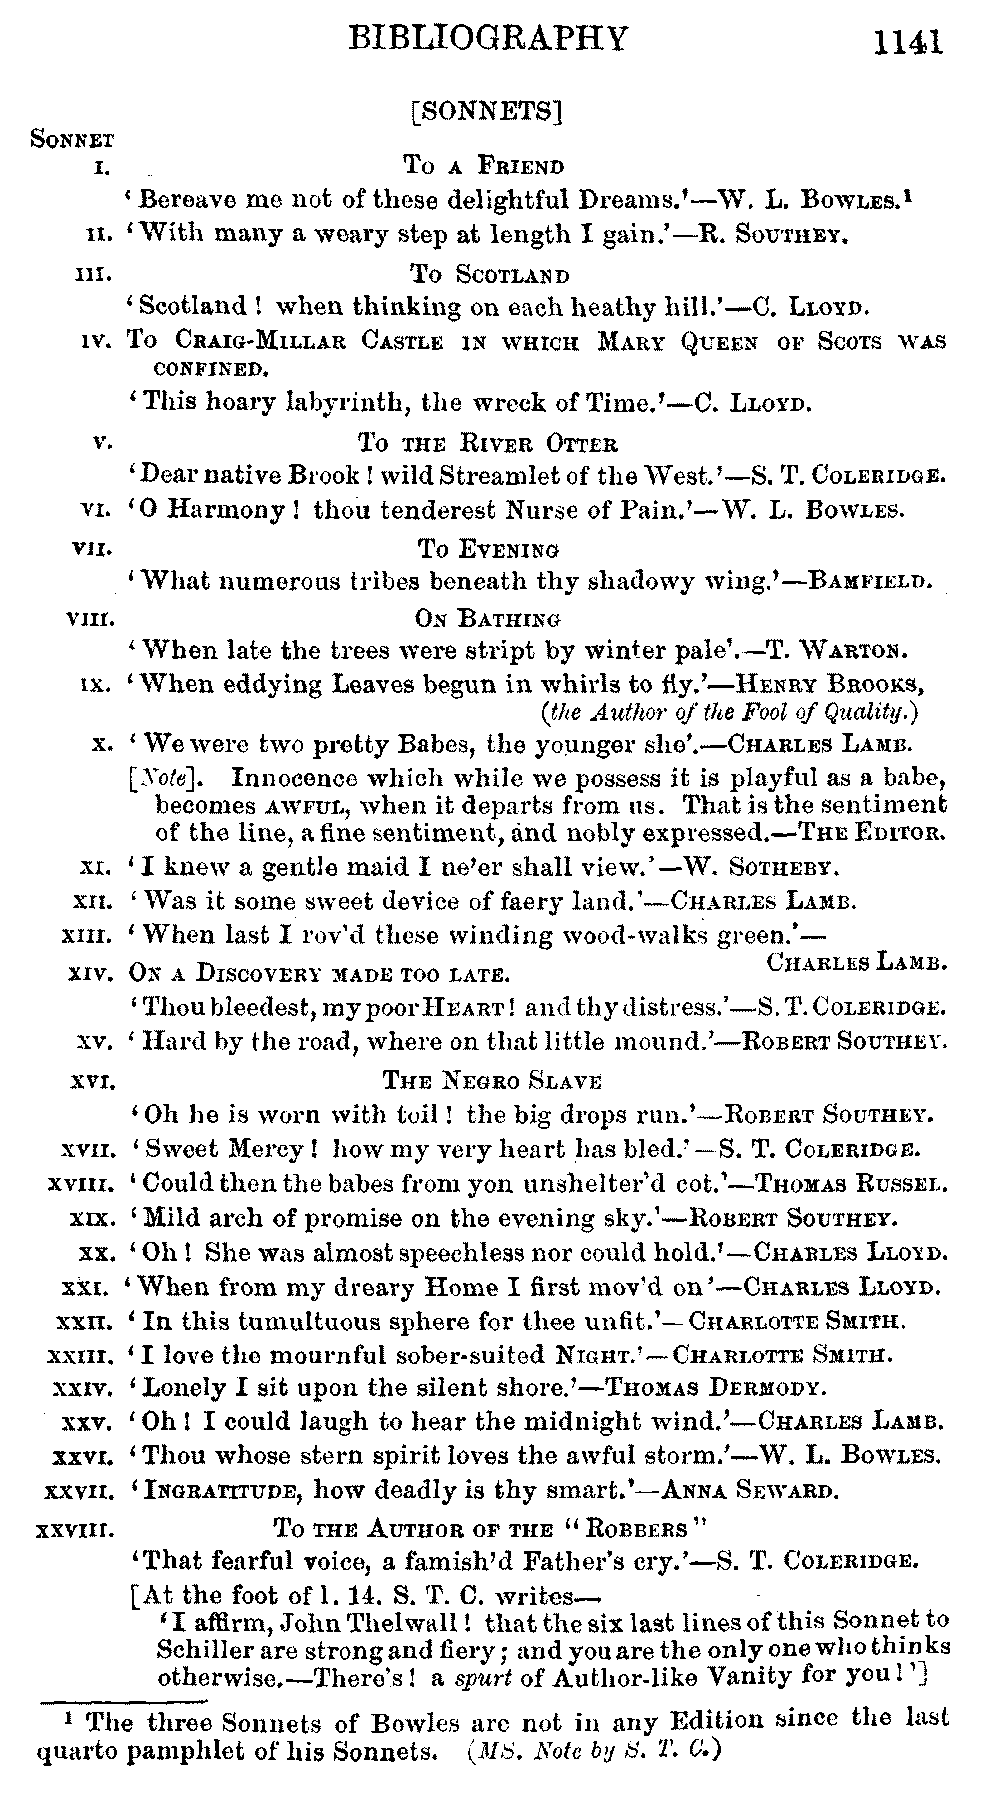 BIBLIOGRAPHY 1141
[SONNETS]
SONNET
I. TO A FRIEND
‘Bereave me not of these delightful Dreams.’—W. L. BOWLES.¹
II. ‘With many a weary step at length I gain.’—R. SOUTHEY.
III. TO SCOTLAND
‘Scotland! when thinking on each heathy hill.’—C. LLOYD.
IV. TO CRAIG-MILLAR CASTLE IN WHICH MARY QUEEN OF SCOTS WAS
CONFINED.
‘This hoary labyrinth, the wreck of Time.’—C. LLOYD.
V. TO THE RIVER OTTER
‘Dear native Brook! wild Streamlet of the West.’—S. T. COLERIDGE.
VI. ‘O Harmony! thou tenderest Nurse of Pain.’—W. L. BOWLES.
VII. TO EVENING
‘What numerous tribes beneath thy shadowy wing.’—BAMFIELD.
VIII. ON BATHING
‘When late the trees were stript by winter pale’.—T. WARTON.
IX. ‘When eddying Leaves begun in whirls to fly.’—HENRY BROOKS,
(the Author of the Fool of Quality.)
X. ‘We were two pretty Babes, the younger she’.—CHARLES LAMB.
[Note]. Innocence which while we possess it is playful as a babe,
becomes AWFUL, when it departs from us. That is the sentiment
of the line, a fine sentiment, and nobly expressed.—THE EDITOR.
XI. ‘I knew a gentle maid I ne’er shall view.’—W. SOTHEBY.
XII. ‘Was it some sweet device of faery land.’—CHARLES LAMB.
XIII. ‘When last I rov’d these winding wood-walks green.’—
CHARLES LAMB.
XIV. ON A DISCOVERY MADE TOO LATE.
‘Thou bleedest, my poor HEART! and thy distress.’—S. T. COLERIDGE.
XV. ‘Hard by the road, where on that little mound.’—ROBERT SOUTHEY.
XVI. THE NEGRO SLAVE
‘Oh he is worn with toil! the big drops run.’—ROBERT SOUTHEY.
XVII. ‘Sweet Mercy! how my very heart has bled.’—S. T. COLERIDGE.
XVIII. ‘Could then the babes from yon unshelter’d cot.’—THOMAS RUSSEL.
XIX. ‘Mild arch of promise on the evening sky.’—ROBERT SOUTHEY.
XX. ‘Oh! She was almost speechless nor could hold.’—CHARLES LLOYD.
XXI. ‘When from my dreary Home I first mov’d on’—CHARLES LLOYD.
XXII. ‘In this tumultuous sphere for thee unfit.’—CHARLOTTE SMITH.
XXIII. ‘I love the mournful sober-suited NIGHT.’—CHARLOTTE SMITH.
XXIV. ‘Lonely I sit upon the silent shore.’—THOMAS DERMODY.
XXV. ‘Oh! I could laugh to hear the midnight wind.’—CHARLES LAMB.
XXVI. ‘Thou whose stern spirit loves the awful storm.’—W. L. BOWLES.
XXVII. ‘INGRATITUDE, how deadly is thy smart.’—ANNA SEWARD.
XXVIII. TO THE AUTHOR OF THE “ROBBERS”
‘That fearful voice, a famish’d Father’s cry.’—S. T. COLERIDGE.
[At the foot of l. 14. S. T. C. writes—
‘I affirm, John Thelwall! that the six last lines of this Sonnet to
Schiller are strong and fiery; and you are the only one who thinks
otherwise.—There’s! a spurt of Author-like Vanity for you!’]
¹ The three Sonnets of Bowles are not in any Edition since the last
quarto pamphlet of his Sonnets. (MS. Note by S. T. C.)